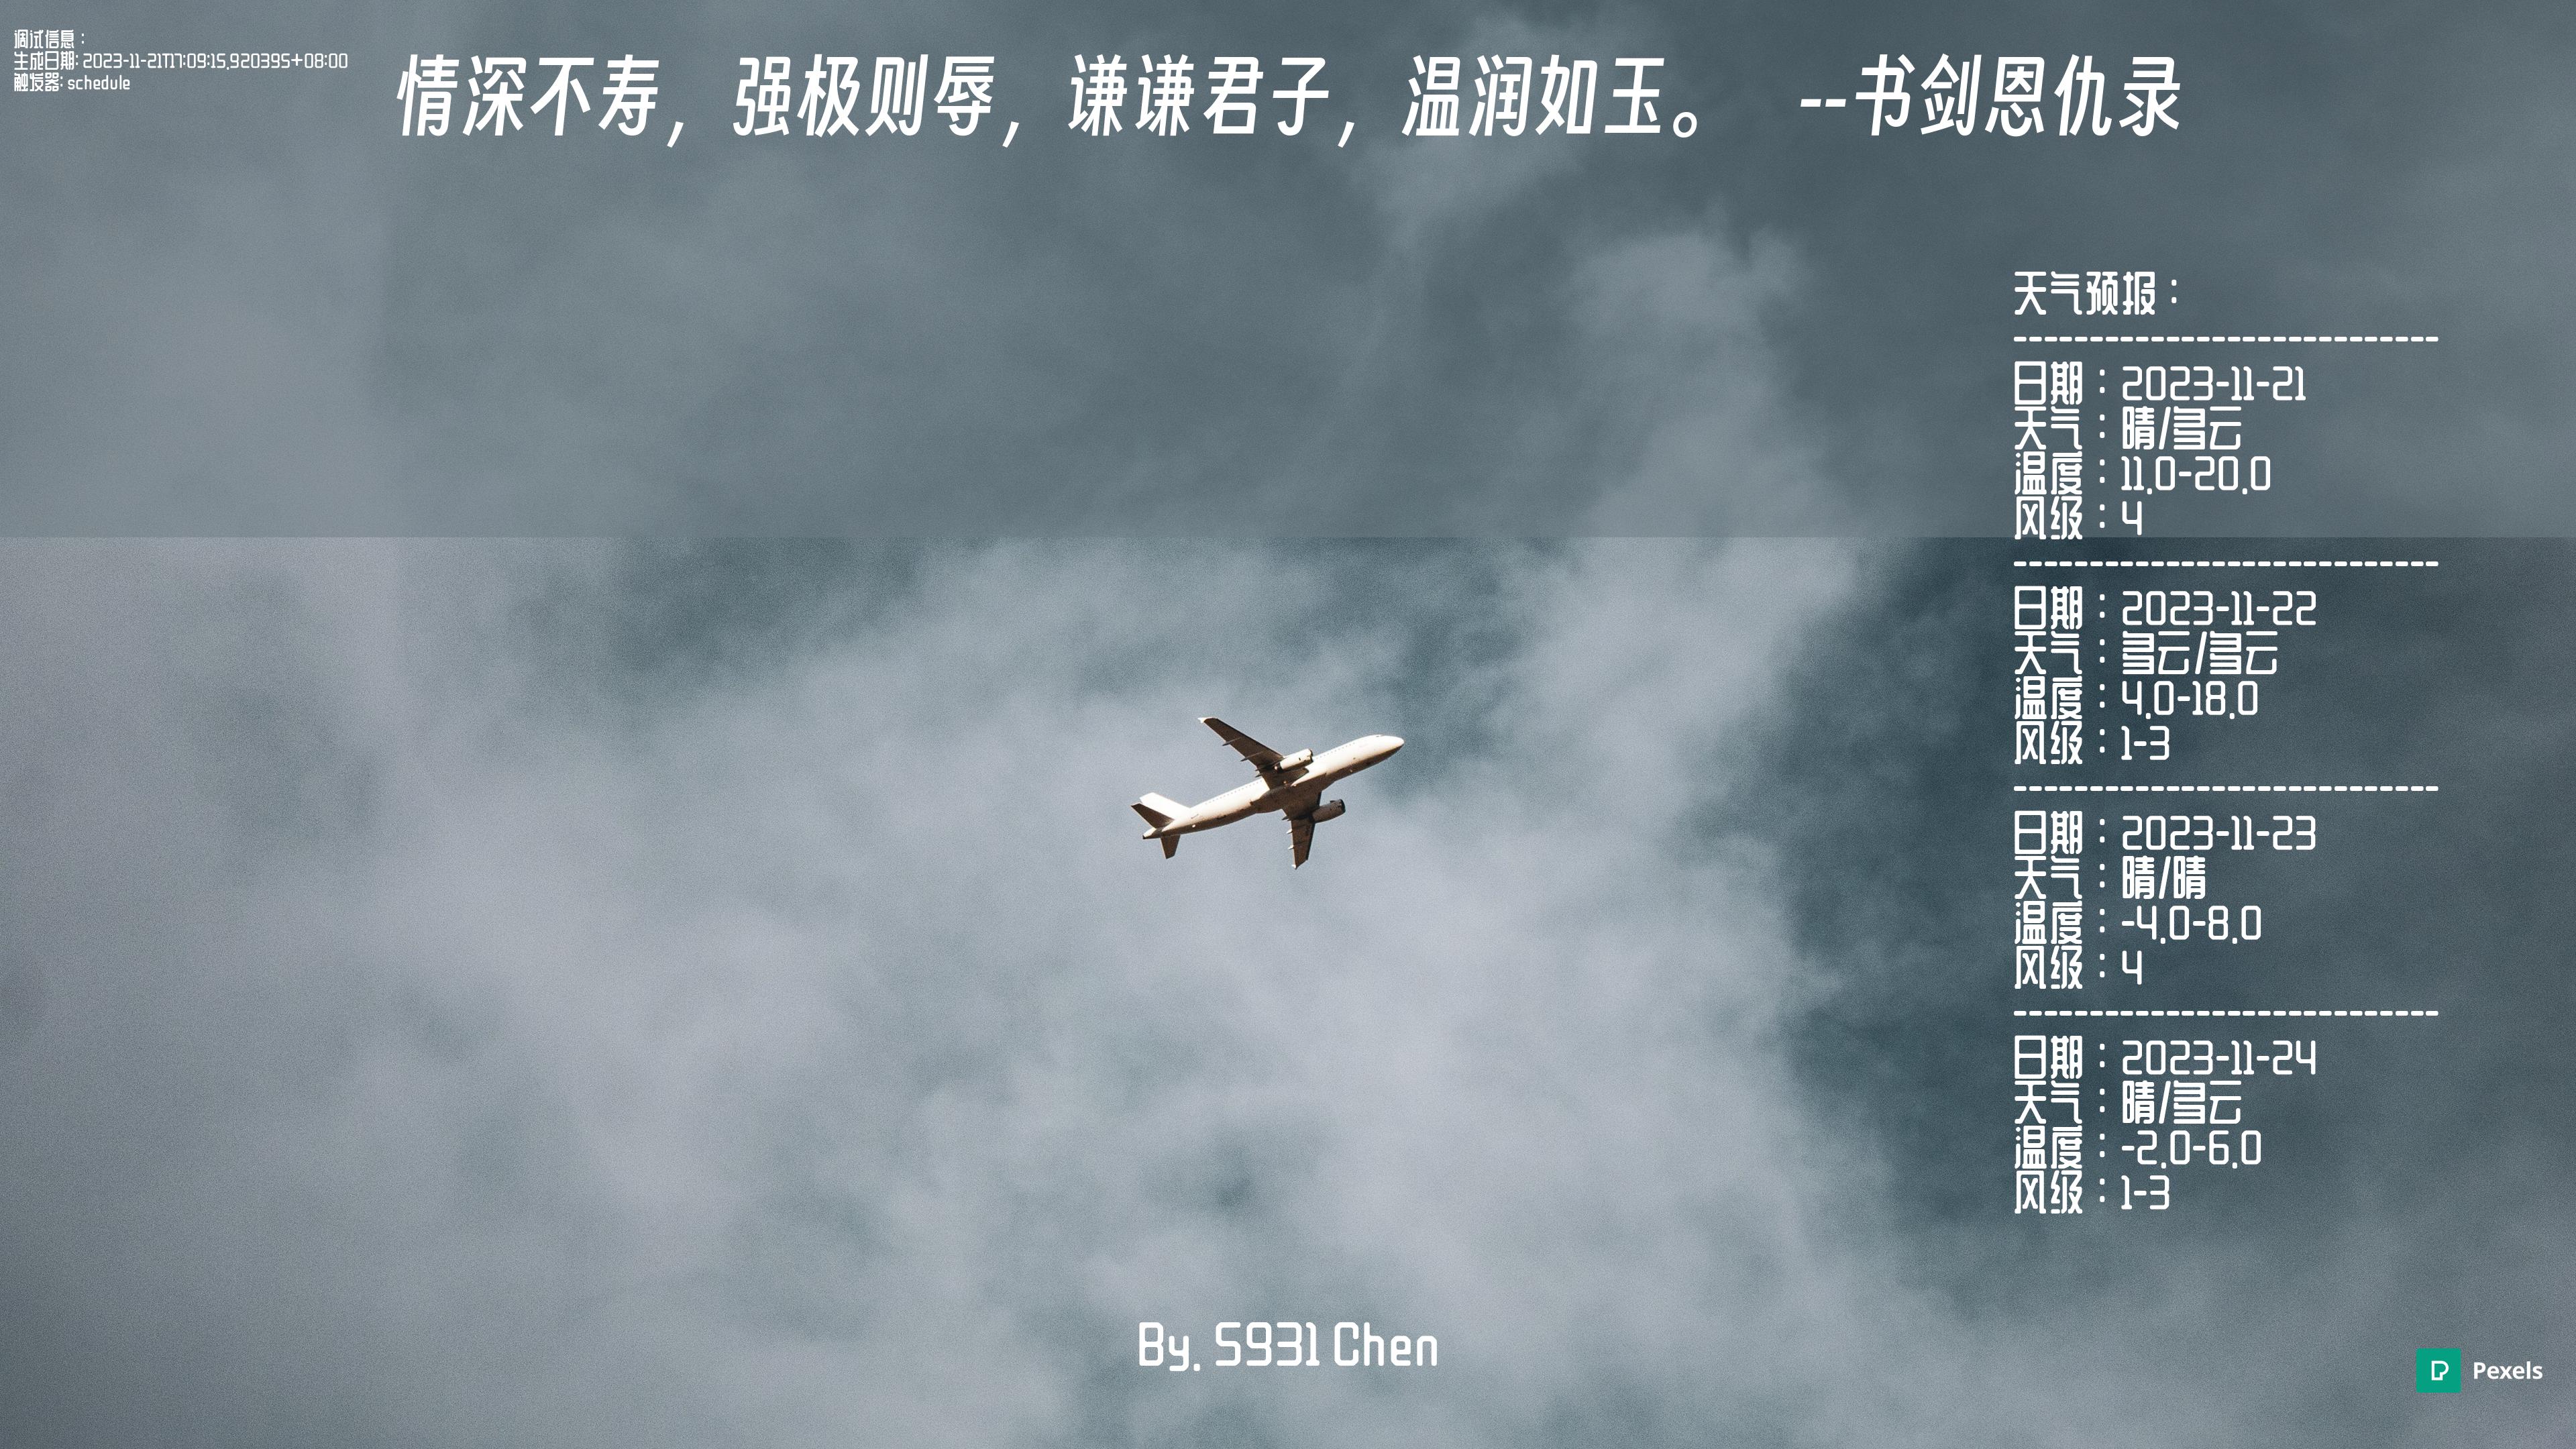 调试信息：
生成日期: 2023-11-21T17:09:15.920395+08:00
触发器: schedule
情深不寿，强极则辱，谦谦君子，温润如玉。 --书剑恩仇录
天气预报：
----------------------------
日期：2023-11-21
天气：晴/多云
温度：11.0-20.0
风级：4
----------------------------
日期：2023-11-22
天气：多云/多云
温度：4.0-18.0
风级：1-3
----------------------------
日期：2023-11-23
天气：晴/晴
温度：-4.0-8.0
风级：4
----------------------------
日期：2023-11-24
天气：晴/多云
温度：-2.0-6.0
风级：1-3
By. S931 Chen
Pexels